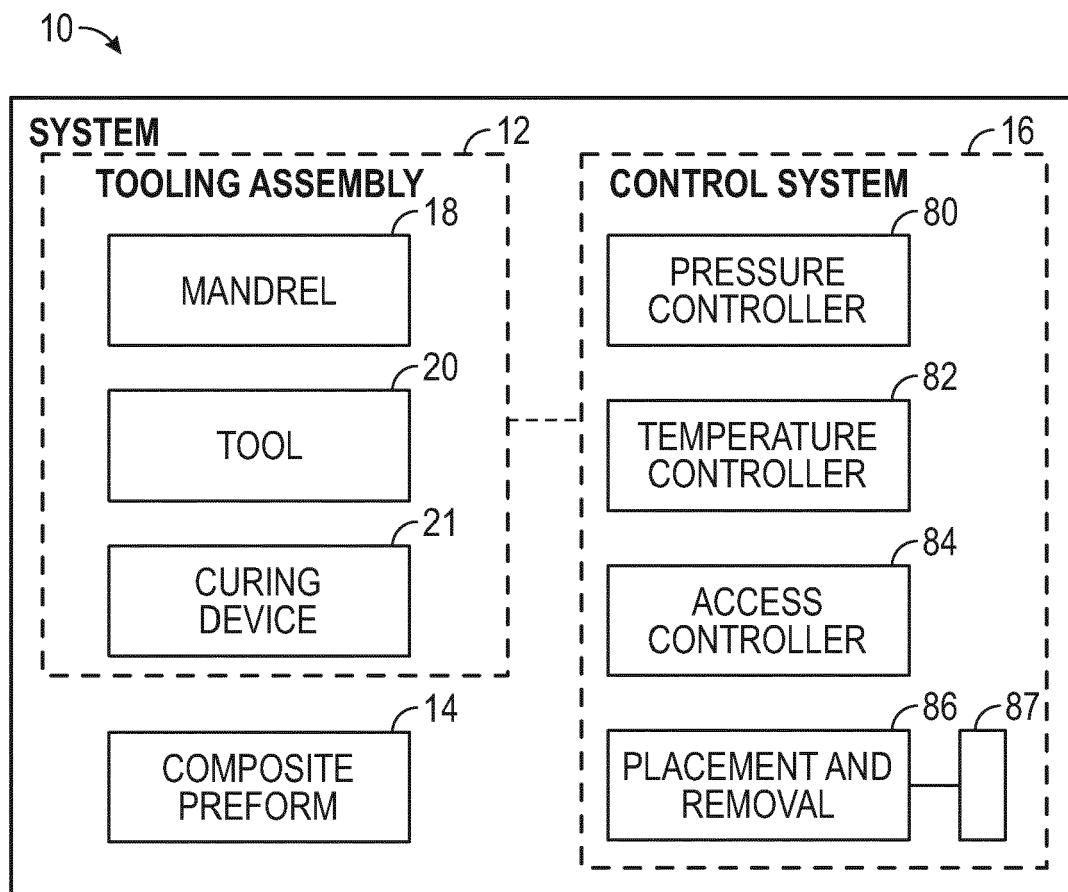 10
SYSTEM
12
TOOLING ASSEMBLY
18
MANDREL
20
TOOL
21
CURING
DEVICE
14
COMPOSITE
PREFORM
16
CONTROL SYSTEM
80
PRESSURE
CONTROLLER
82
TEMPERATURE
CONTROLLER
84
ACCESS
CONTROLLER
86
87
PLACEMENT AND
REMOVAL